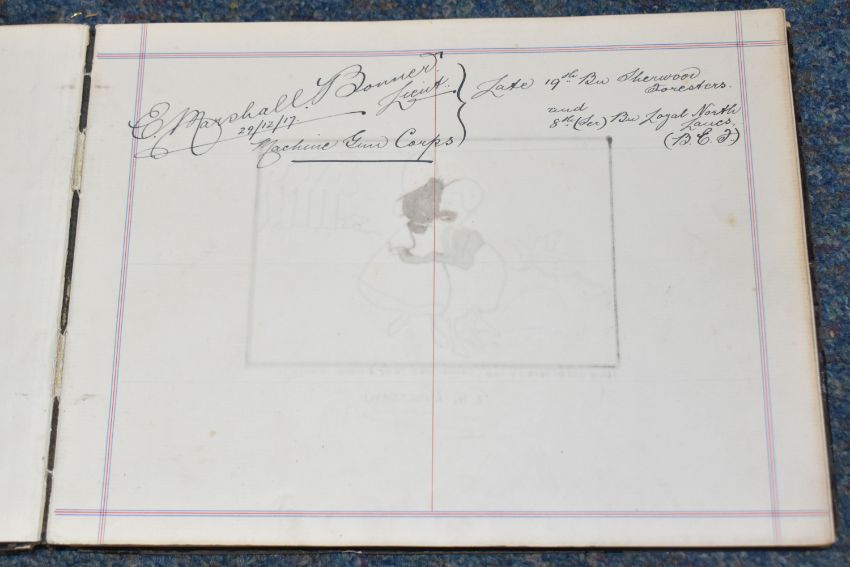 E. Marshall Bonner.
Lieut.
29/12/17
Machine Gun Corps
Late 19th Bn Sherwood
Foresters.
and
8th (Ser) Bn Loyal North
Lancs
(B.E.F)